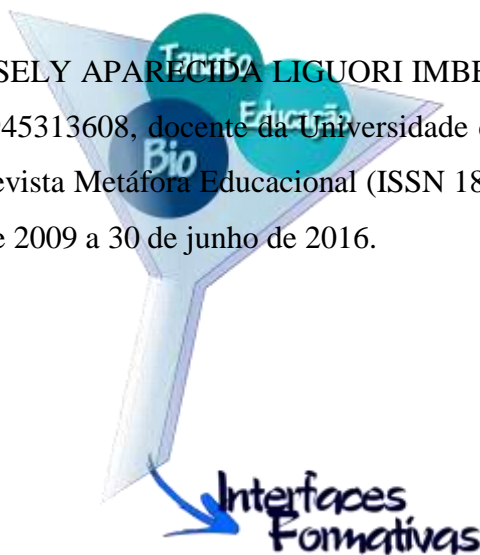 SELY APARECIDA LIGUORI IMBE
945313608, docente da Universidade
evista Metáfora Educacional (ISSN 18
e 2009 a 30 de junho de 2016.
Tanato
Educação
Bio
Interfaces
Formativas